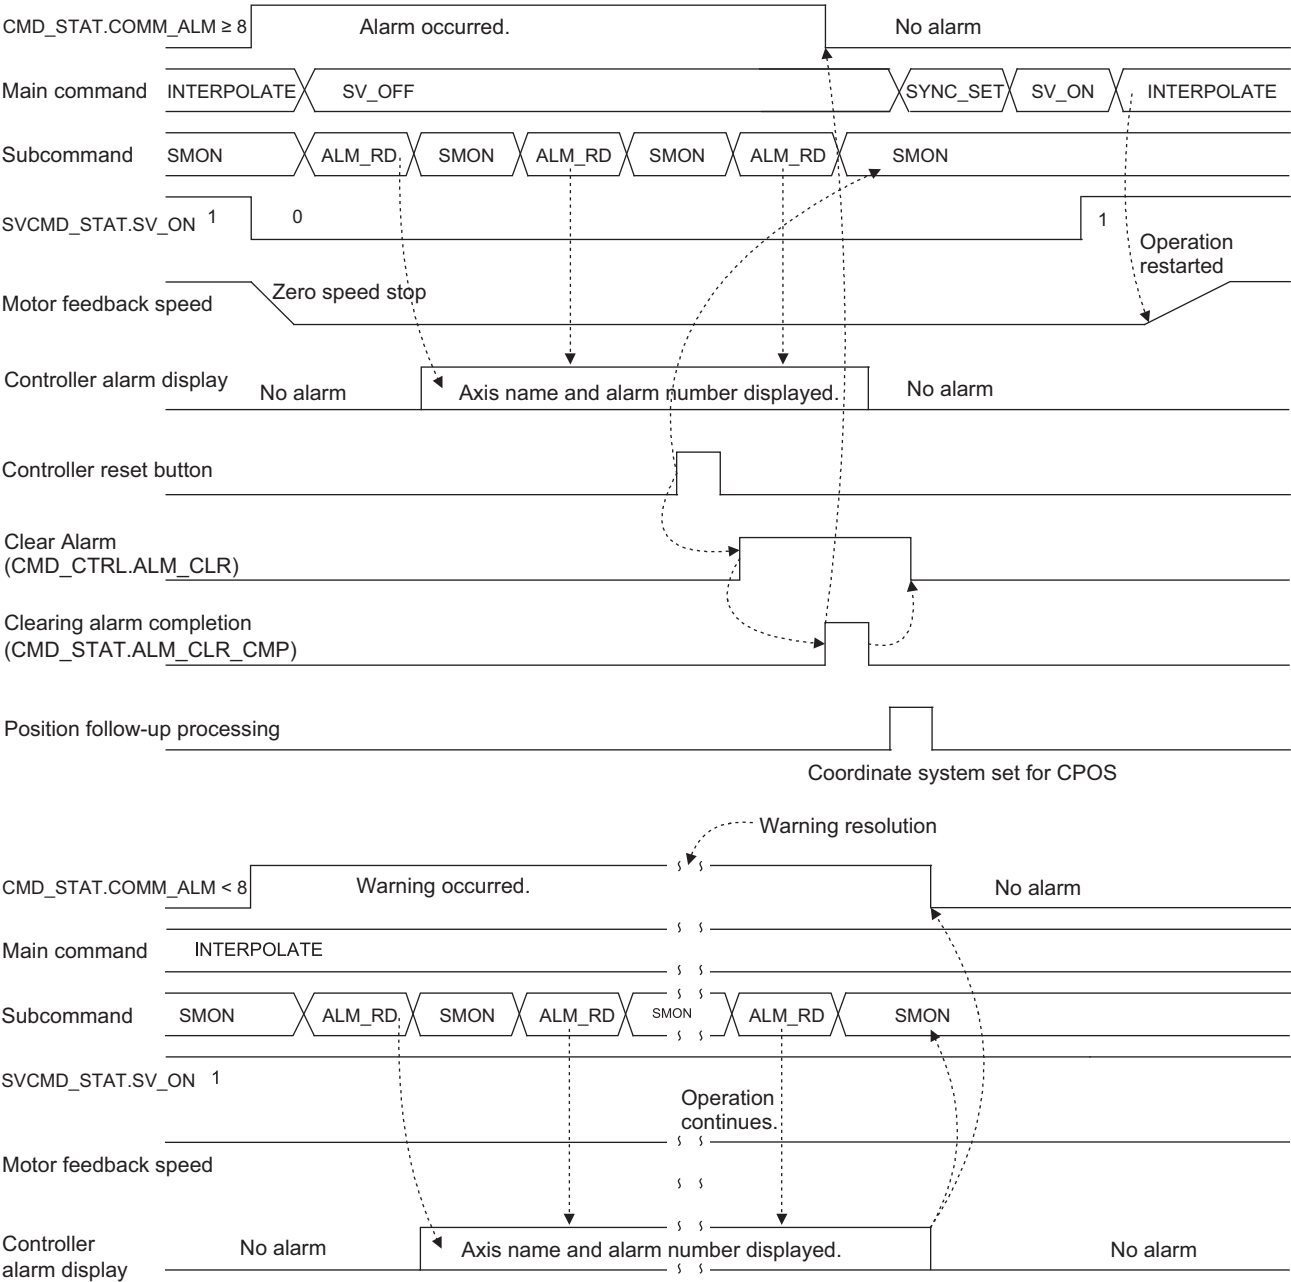 CMD_STAT.COMM_ALM ≥ 8 Alarm occurred. No alarm
Main command INTERPOLATE SV_OFF SYNC_SET SV_ON INTERPOLATE
Subcommand SMON ALM_RD SMON ALM_RD SMON ALM_RD SMON
SVCMD_STAT.SV_ON 1 0 1
Operation
restarted
Motor feedback speed Zero speed stop
Controller alarm display No alarm Axis name and alarm number displayed. No alarm
Controller reset button
Clear Alarm
(CMD_CTRL.ALM_CLR)
Clearing alarm completion
(CMD_STAT.ALM_CLR_CMP)
Position follow-up processing
Coordinate system set for CPOS
Warning resolution
CMD_STAT.COMM_ALM < 8 Warning occurred. No alarm
Main command INTERPOLATE
Subcommand SMON ALM_RD SMON ALM_RD SMON ALM_RD SMON
SVCMD_STAT.SV_ON 1
Operation
continues.
Motor feedback speed
Controller
alarm display No alarm Axis name and alarm number displayed. No alarm